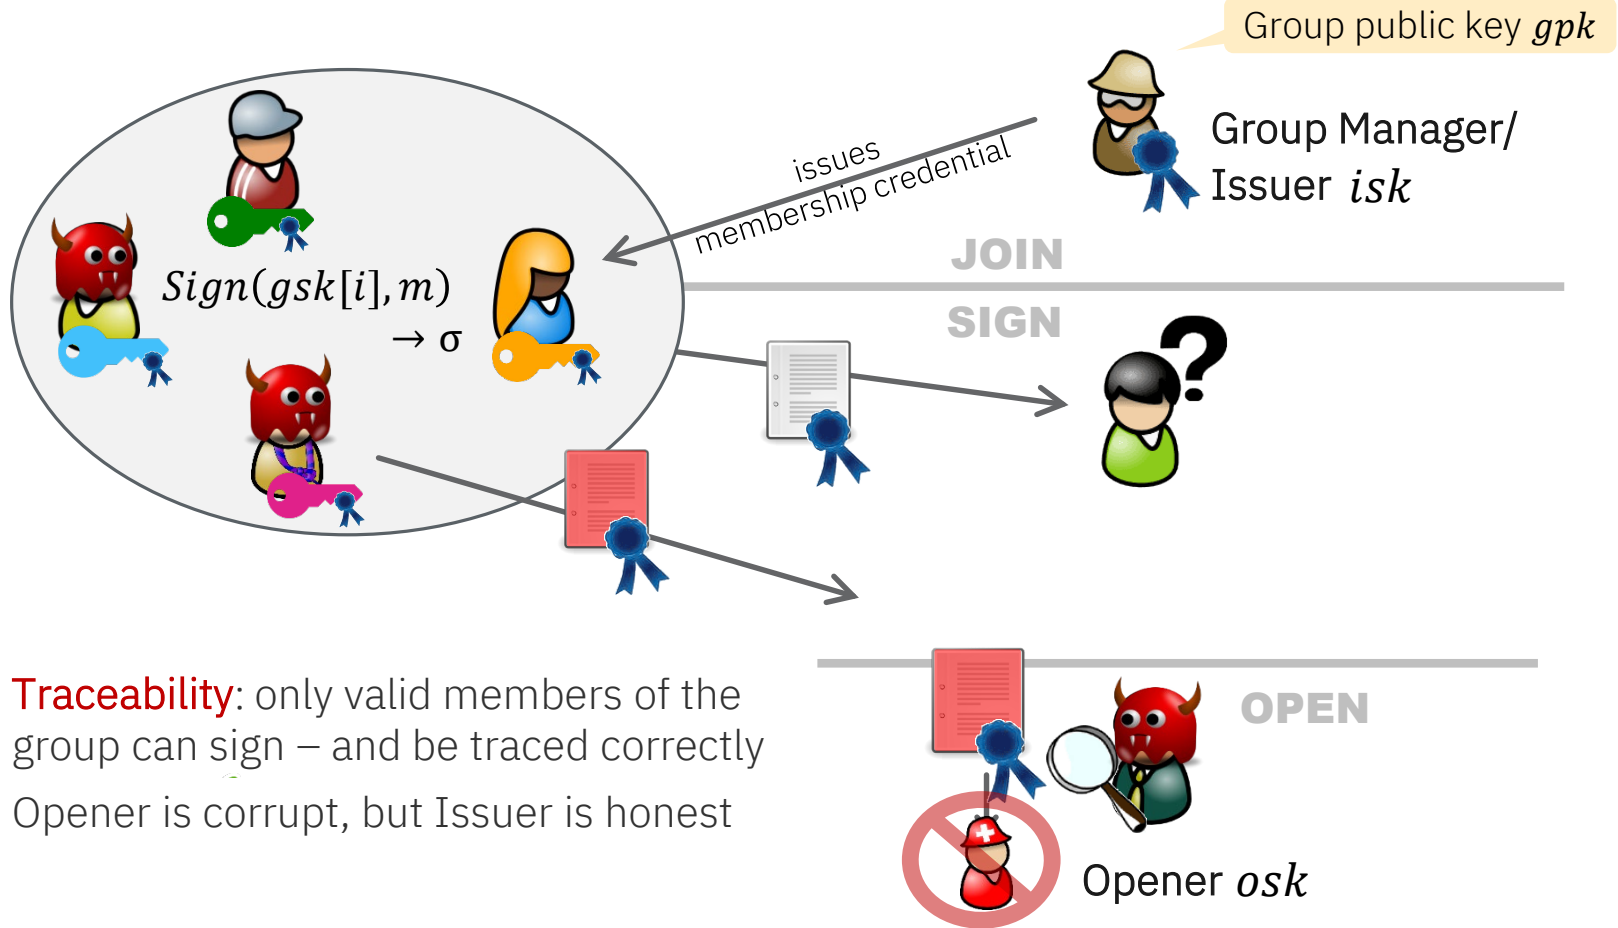 Group public key gpk
Group Manager/
Issuer isk
issues
membership credential
JOIN
Sign(gsk[i], m)
→ σ
SIGN
?
Traceability: only valid members of the
group can sign – and be traced correctly
Opener is corrupt, but Issuer is honest
OPEN
Opener osk